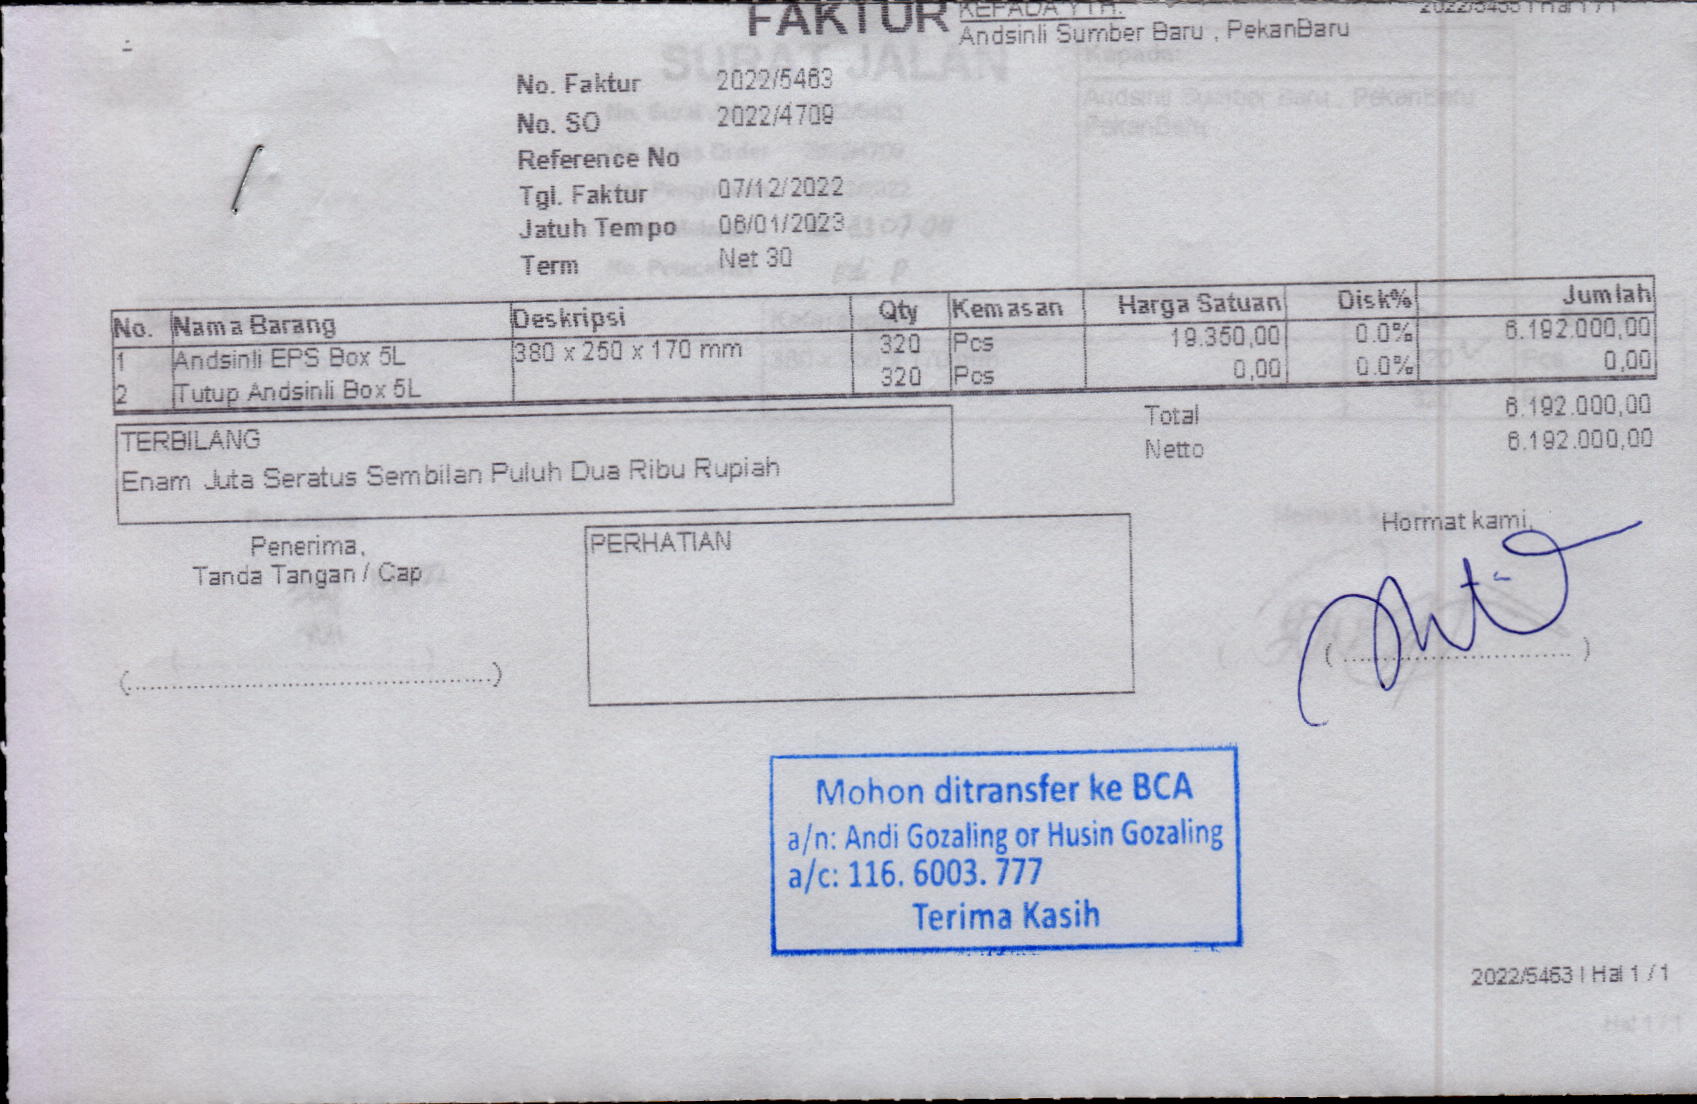 FAKTUR
KEPADA YTH.
Andsinli Sumber Baru , PekanBaru
No. Faktur 2022/5463
No. SO 2022/4709
Reference No
Tgl. Faktur 07/12/2022
Jatuh Tempo 06/01/2023
Term Net 30
No. Nama Barang Deskripsi Qty Kemasan Harga Satuan Disk% Jumlah
1 Andsinli EPS Box 5L 380 x 250 x 170 mm 320 Pcs 19.350,00 0.0% 6.192.000,00
2 Tutup Andsinli Box 5L 320 Pcs 0,00 0.0% 0,00
Total 6.192.000,00
Netto 6.192.000,00
TERBILANG
Enam Juta Seratus Sembilan Puluh Dua Ribu Rupiah
Penerima,
Tanda Tangan / Cap
(..................................................)
PERHATIAN
Hormat kami,
( .................................. )
Mohon ditransfer ke BCA
a/n: Andi Gozaling or Husin Gozaling
a/c: 116. 6003. 777
Terima Kasih
2022/5463 | Hal 1 / 1